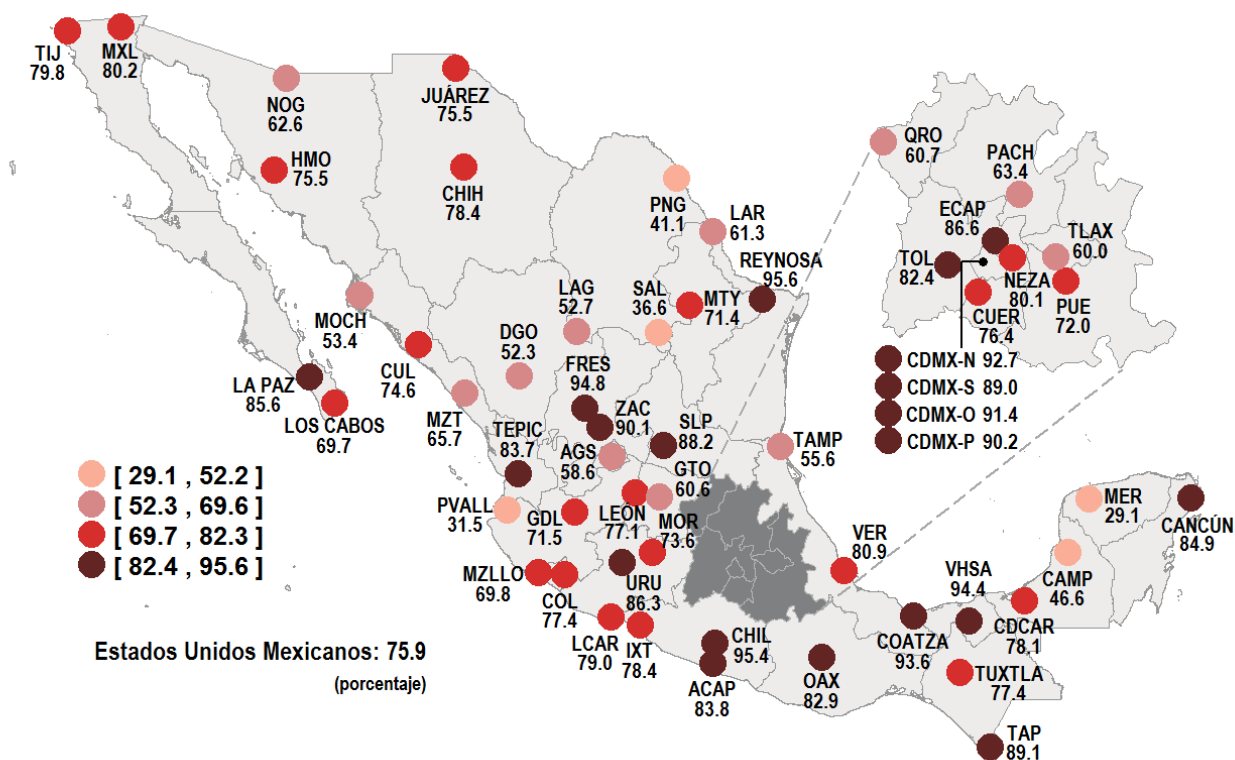 TIJ
79.8
MXL
80.2
NOG
62.6
HMO
75.5
JUÁREZ
75.5
CHIH
78.4
PNG
41.1
LAR
61.3
REYNOSA
95.6
LAG
52.7
SAL
36.6
MTY
71.4
MOCH
53.4
DGO
52.3
CUL
74.6
FRES
94.8
LA PAZ
85.6
LOS CABOS
69.7
MZT
65.7
ZAC
90.1
SLP
88.2
TEPIC
83.7
AGS
58.6
TAMP
55.6
GTO
60.6
PVALL
31.5
GDL
71.5
LEÓN
77.1
MOR
73.6
MZLLO
69.8
COL
77.4
URU
86.3
LCAR
79.0
IXT
78.4
CHIL
95.4
ACAP
83.8
OAX
82.9
VER
80.9
COATZA
93.6
VHSA
94.4
CDCAR
78.1
CAMP
46.6
MER
29.1
CANCÚN
84.9
TUXTLA
77.4
TAP
89.1
QRO
60.7
PACH
63.4
ECAP
86.6
TLAX
60.0
TOL
82.4
NEZA
80.1
PUE
72.0
CUER
76.4
CDMX-N 92.7
CDMX-S 89.0
CDMX-O 91.4
CDMX-P 90.2
[ 29.1 , 52.2 ]
[ 52.3 , 69.6 ]
[ 69.7 , 82.3 ]
[ 82.4 , 95.6 ]
Estados Unidos Mexicanos: 75.9
(porcentaje)